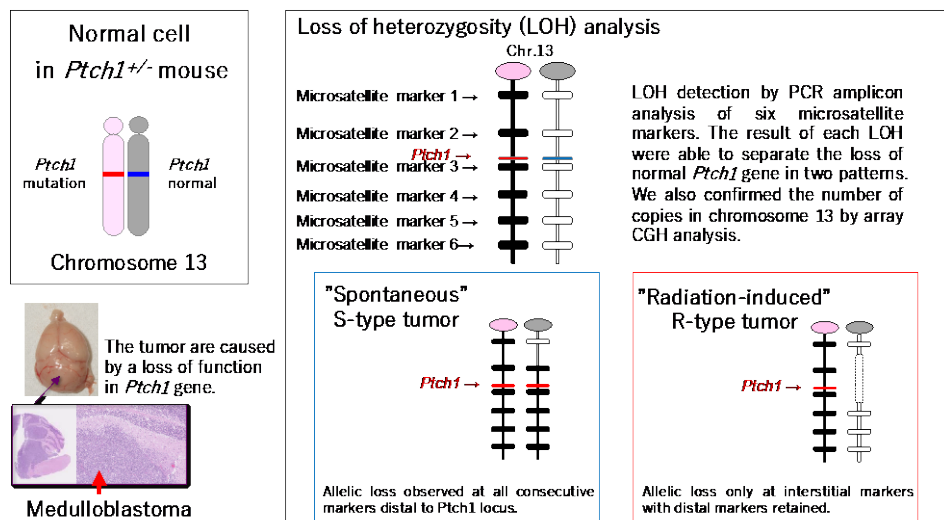 Normal cell
in Ptch1+/- mouse
Ptch1
mutation
Ptch1
normal
Chromosome 13
The tumor are caused
by a loss of function
in Ptch1 gene.
Medulloblastoma
Loss of heterozygosity (LOH) analysis
Chr.13
Microsatellite marker 1 →
Microsatellite marker 2 →
Ptch1 →
Microsatellite marker 3 →
Microsatellite marker 4 →
Microsatellite marker 5 →
Microsatellite marker 6→
LOH detection by PCR amplicon
analysis of six microsatellite
markers. The result of each LOH
were able to separate the loss of
normal Ptch1 gene in two patterns.
We also confirmed the number of
copies in chromosome 13 by array
CGH analysis.
"Spontaneous"
S-type tumor
Ptch1 →
Allelic loss observed at all consecutive
markers distal to Ptch1 locus.
"Radiation-induced"
R-type tumor
Ptch1 →
Allelic loss only at interstitial markers
with distal markers retained.